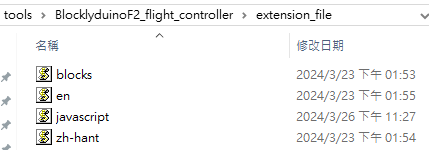 tools > BlocklyduinoF2_flight_controller > extension_file
名稱 修改日期
blocks 2024/3/23 下午 01:53
en 2024/3/23 下午 01:55
javascript 2024/3/26 下午 11:27
zh-hant 2024/3/23 下午 01:54